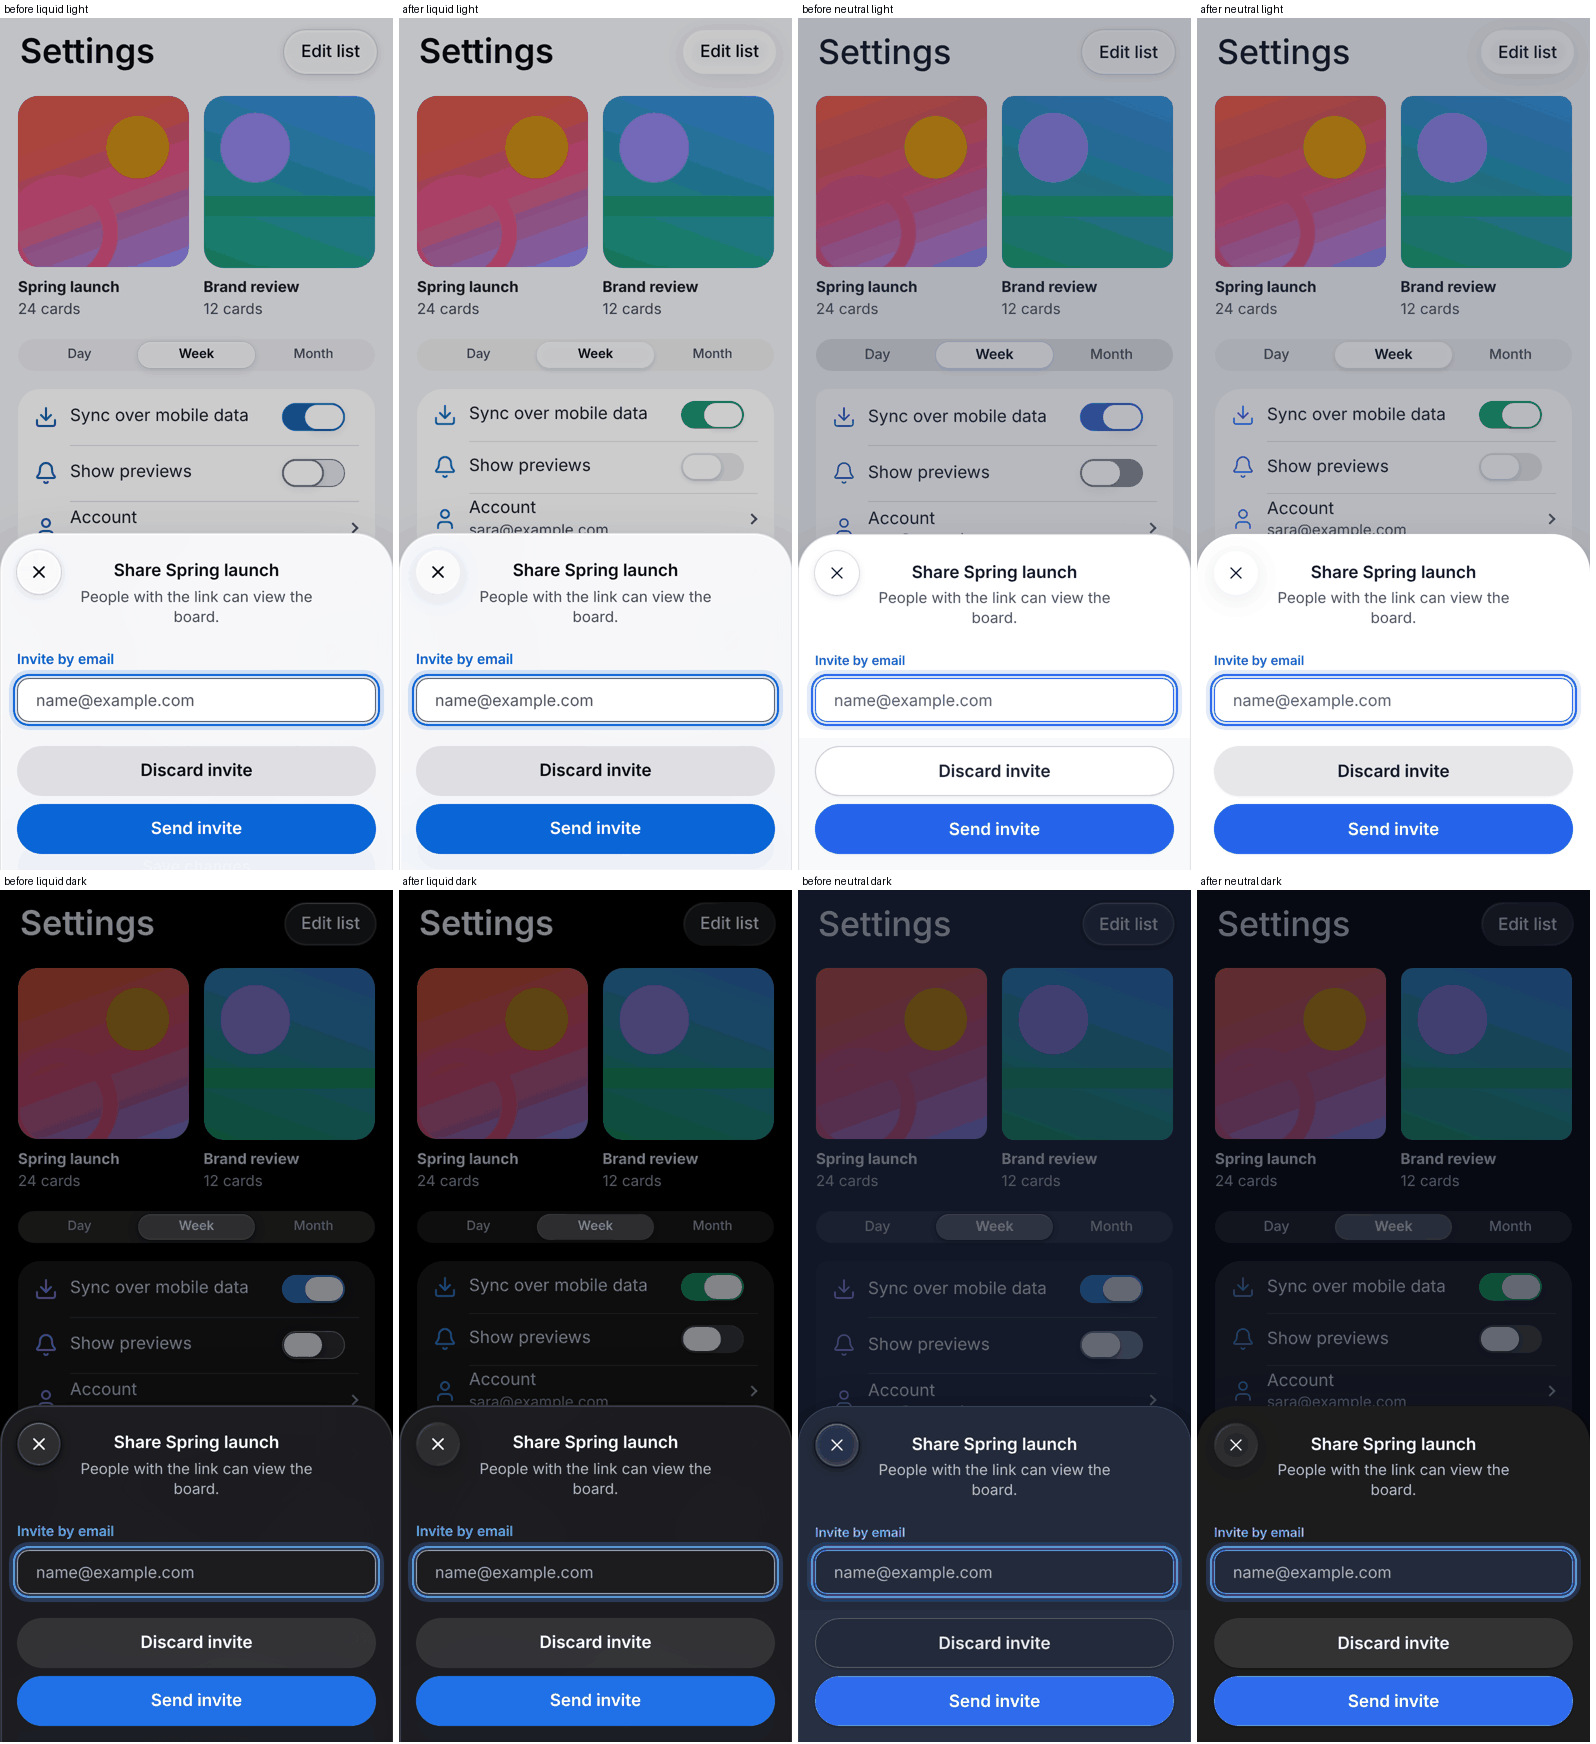 before liquid light
Settings
Edit list
Spring launch
24 cards
Brand review
12 cards
Day
Week
Month
Sync over mobile data
Show previews
Account
Share Spring launch
People with the link can view the
board.
Invite by email
name@example.com
Discard invite
Send invite
after liquid light
Settings
Edit list
Spring launch
24 cards
Brand review
12 cards
Day
Week
Month
Sync over mobile data
Show previews
Account
sara@example.com
Share Spring launch
People with the link can view the
board.
Invite by email
name@example.com
Discard invite
Send invite
before neutral light
Settings
Edit list
Spring launch
24 cards
Brand review
12 cards
Day
Week
Month
Sync over mobile data
Show previews
Account
Share Spring launch
People with the link can view the
board.
Invite by email
name@example.com
Discard invite
Send invite
after neutral light
Settings
Edit list
Spring launch
24 cards
Brand review
12 cards
Day
Week
Month
Sync over mobile data
Show previews
Account
sara@example.com
Share Spring launch
People with the link can view the
board.
Invite by email
name@example.com
Discard invite
Send invite
before liquid dark
Settings
Edit list
Spring launch
24 cards
Brand review
12 cards
Day
Week
Month
Sync over mobile data
Show previews
Account
Share Spring launch
People with the link can view the
board.
Invite by email
name@example.com
Discard invite
Send invite
after liquid dark
Settings
Edit list
Spring launch
24 cards
Brand review
12 cards
Day
Week
Month
Sync over mobile data
Show previews
Account
sara@example.com
Share Spring launch
People with the link can view the
board.
Invite by email
name@example.com
Discard invite
Send invite
before neutral dark
Settings
Edit list
Spring launch
24 cards
Brand review
12 cards
Day
Week
Month
Sync over mobile data
Show previews
Account
Share Spring launch
People with the link can view the
board.
Invite by email
name@example.com
Discard invite
Send invite
after neutral dark
Settings
Edit list
Spring launch
24 cards
Brand review
12 cards
Day
Week
Month
Sync over mobile data
Show previews
Account
sara@example.com
Share Spring launch
People with the link can view the
board.
Invite by email
name@example.com
Discard invite
Send invite